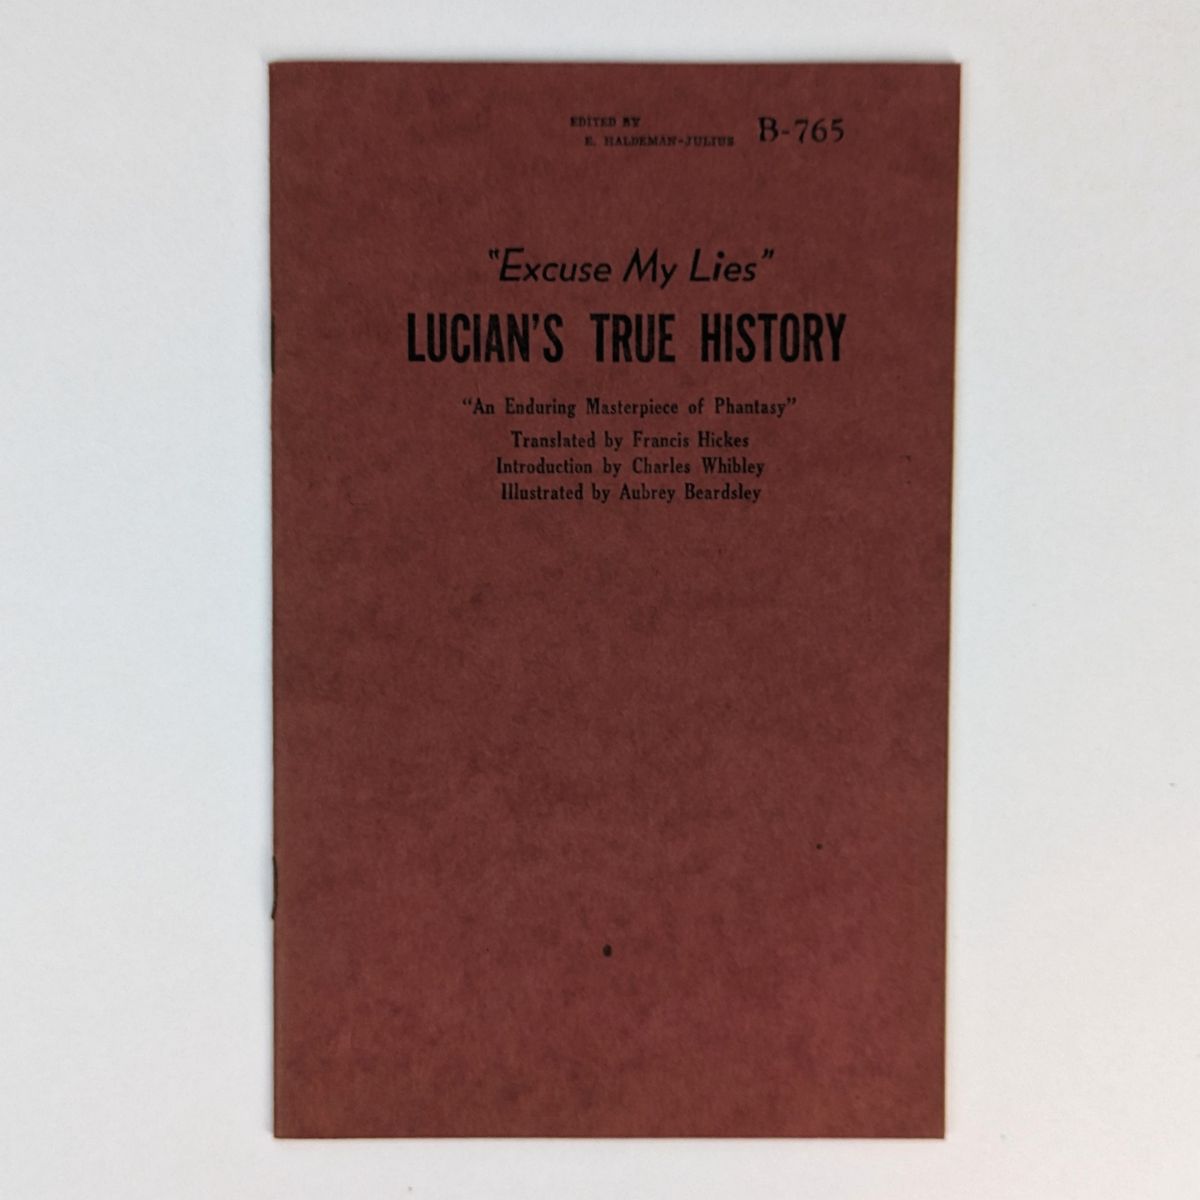 EDITED BY
E. HALDEMAN-JULIUS
B-765
"Excuse My Lies"
LUCIAN'S TRUE HISTORY
"An Enduring Masterpiece of Phantasy"
Translated by Francis Hickes
Introduction by Charles Whibley
Illustrated by Aubrey Beardsley